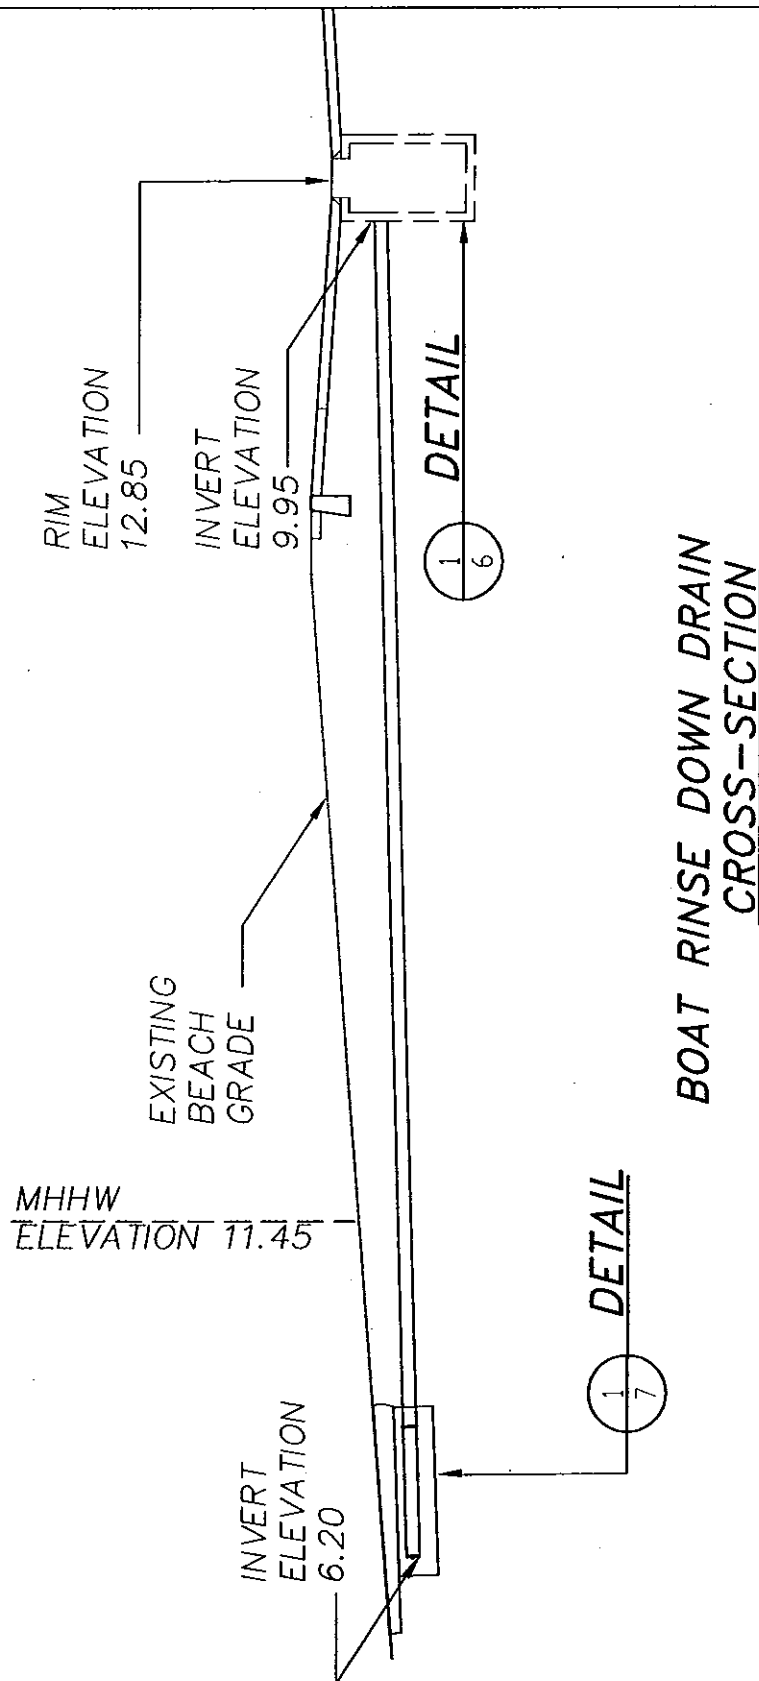 RIM
ELEVATION
12.85
INVERT
ELEVATION
9.95
1
6
DETAIL
EXISTING
BEACH
GRADE
MHHW
ELEVATION 11.45
INVERT
ELEVATION
6.20
1
7
DETAIL
BOAT RINSE DOWN DRAIN
CROSS-SECTION